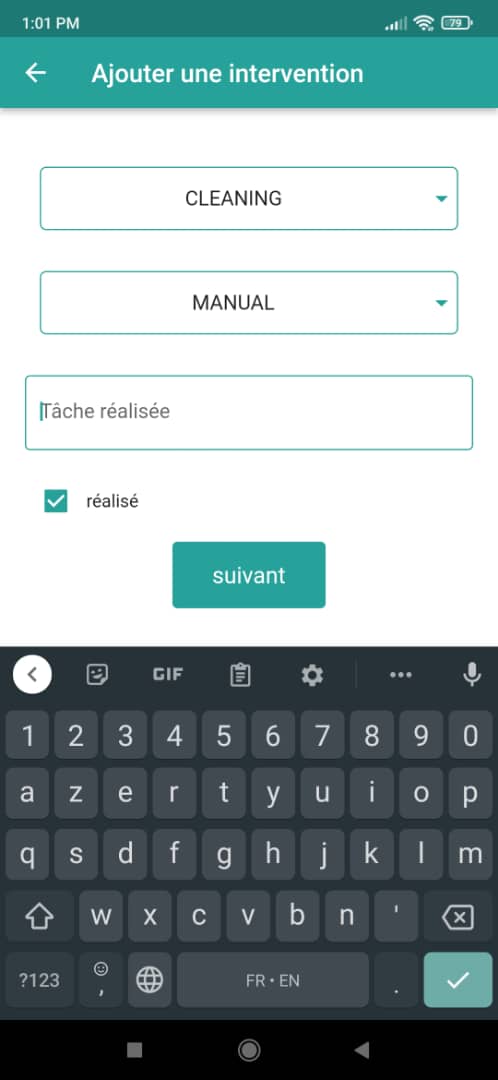 1:01 PM 79
Ajouter une intervention
CLEANING
MANUAL
Tâche réalisée
réalisé
suivant
GIF
1 2 3 4 5 6 7 8 9 0
a z e r t y u i o p
q s d f g h j k l m
w x c v b n '
?123 , FR • EN .